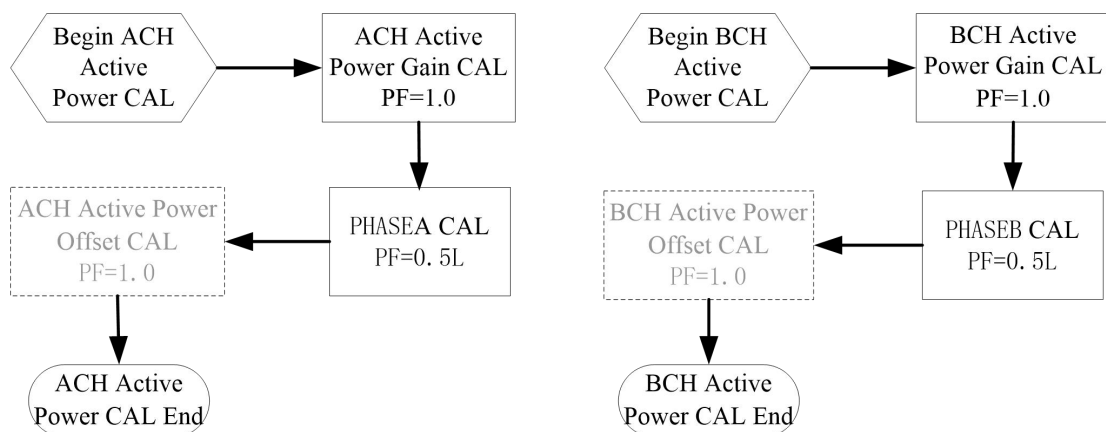 Begin ACH
Active
Power CAL
ACH Active
Power Gain CAL
PF=1.0
PHASEA CAL
PF=0.5L
ACH Active Power
Offset CAL
PF=1.0
ACH Active
Power CAL End
Begin BCH
Active
Power CAL
BCH Active
Power Gain CAL
PF=1.0
PHASEB CAL
PF=0.5L
BCH Active Power
Offset CAL
PF=1.0
BCH Active
Power CAL End